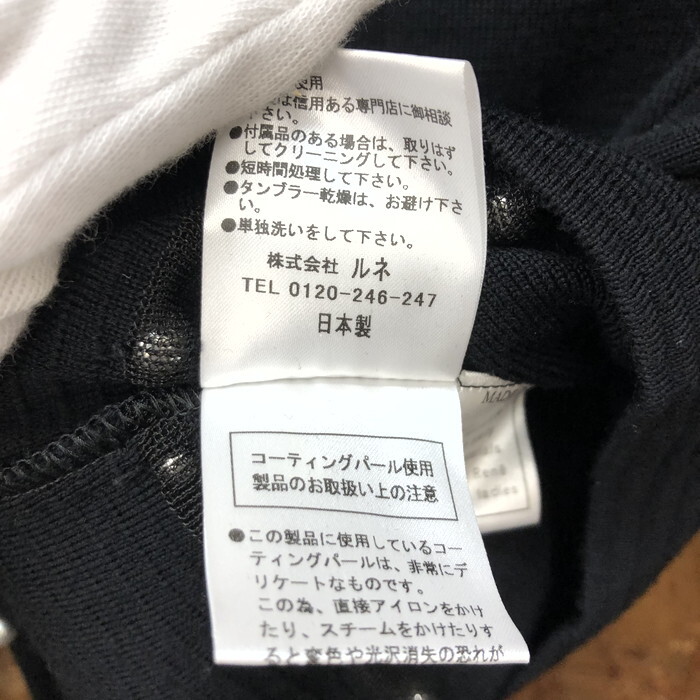 使用
は信用ある専門店に御相談
下さい。
●付属品のある場合は、取りはず
してクリーニングして下さい。
●短時間処理して下さい。
●タンブラー乾燥は、お避け下さ
い。
●単独洗いをして下さい。
株式会社 ルネ
TEL 0120-246-247
日本製
コーティングパール使用
製品のお取扱い上の注意
●この製品に使用しているコー
ティングパールは、非常にデ
リケートなものです。
この為、直接アイロンをかけ
たり、スチームをかけたりす
ると変色や光沢消失の恐れが
MAD